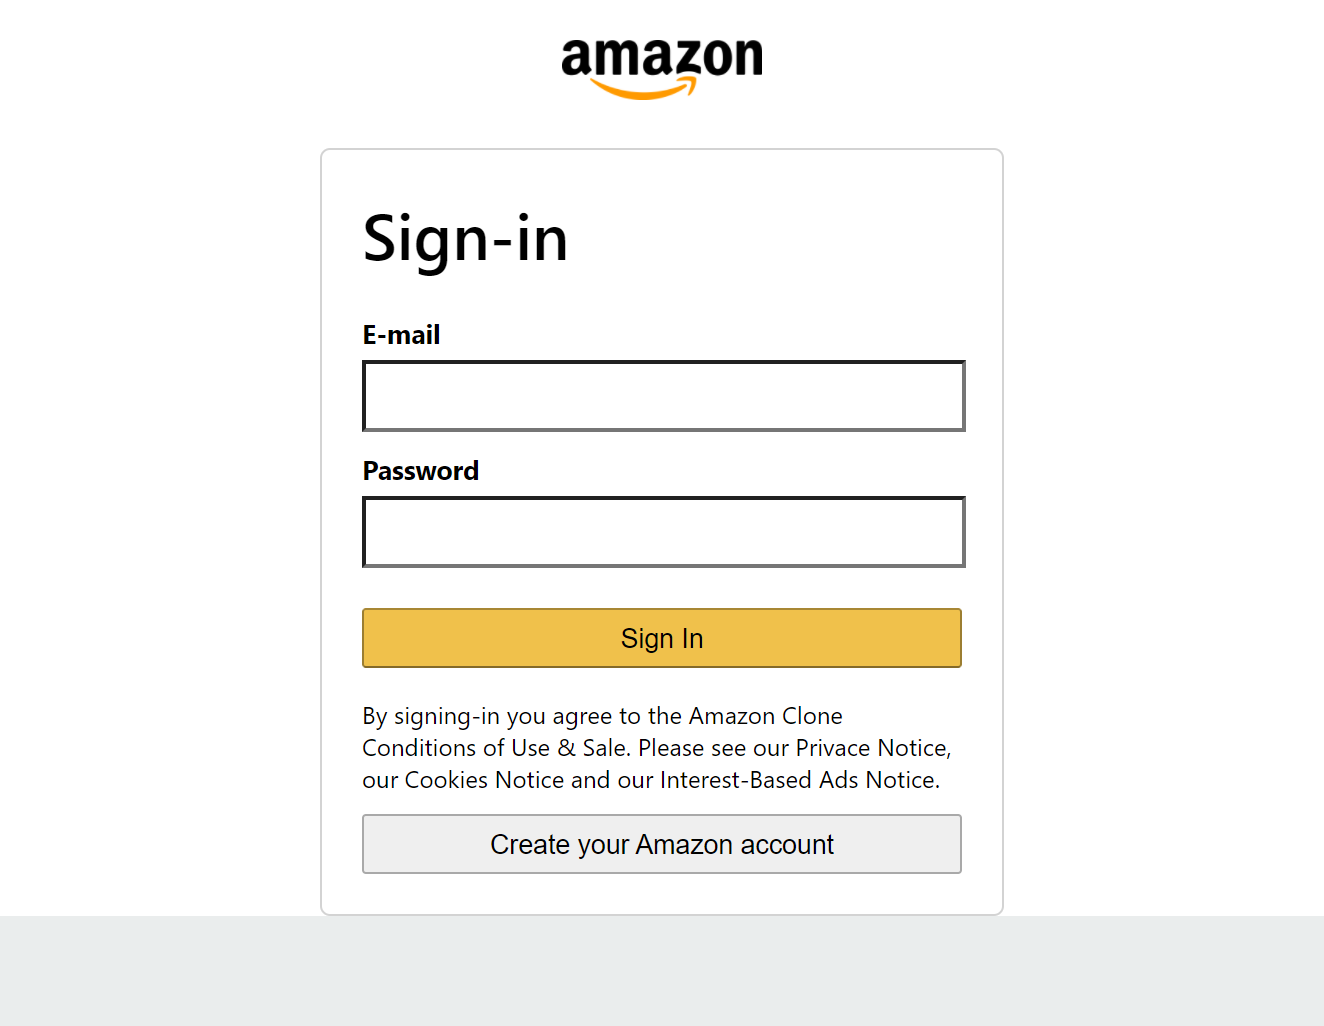 amazon
Sign-in
E-mail
Password
Sign In
By signing-in you agree to the Amazon Clone
Conditions of Use & Sale. Please see our Privace Notice,
our Cookies Notice and our Interest-Based Ads Notice.
Create your Amazon account